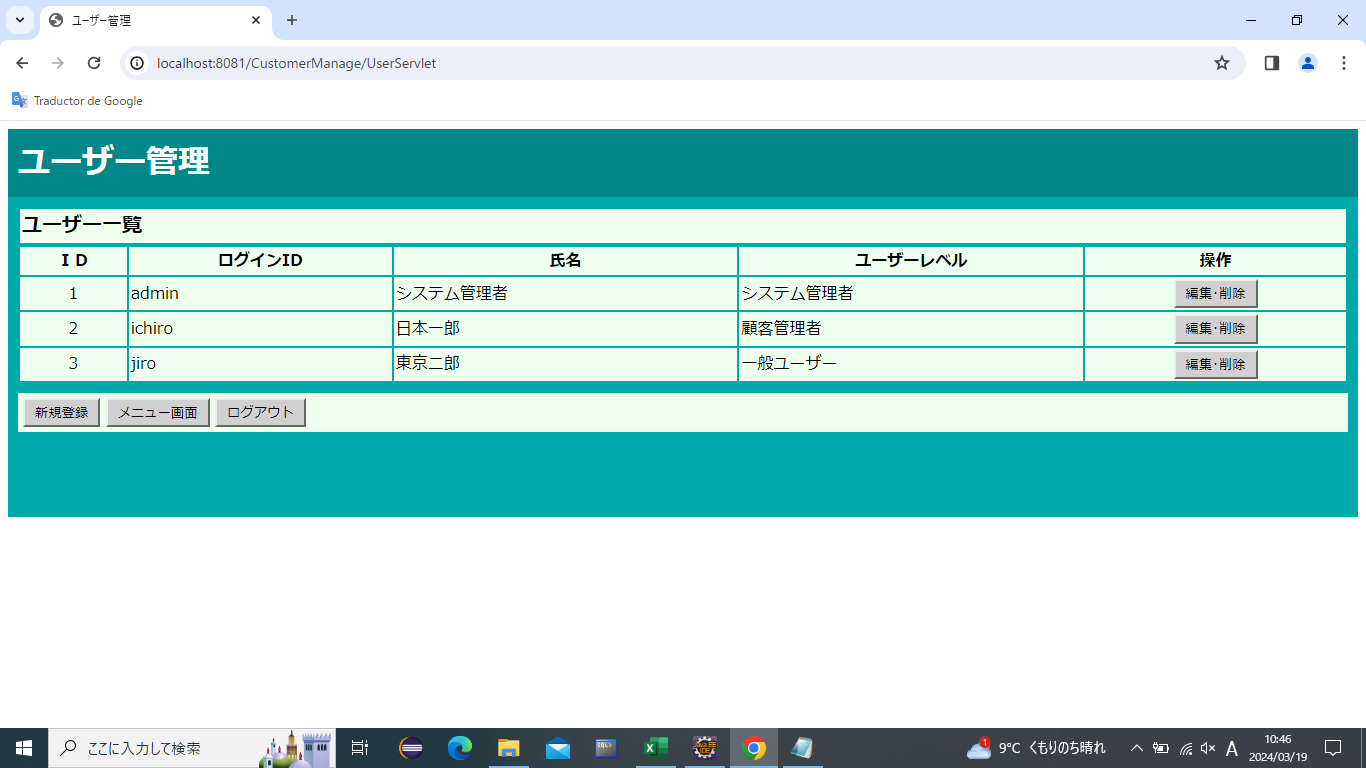 ユーザー管理
localhost:8081/CustomerManage/UserServlet
Traductor de Google
ユーザー管理
ユーザー一覧
ＩＤ ログインID 氏名 ユーザーレベル 操作
1 admin システム管理者 システム管理者 編集･削除
2 ichiro 日本一郎 顧客管理者 編集･削除
3 jiro 東京二郎 一般ユーザー 編集･削除
新規登録 メニュー画面 ログアウト
ここに入力して検索 1 9°C くもりのち晴れ A 10:46
2024/03/19